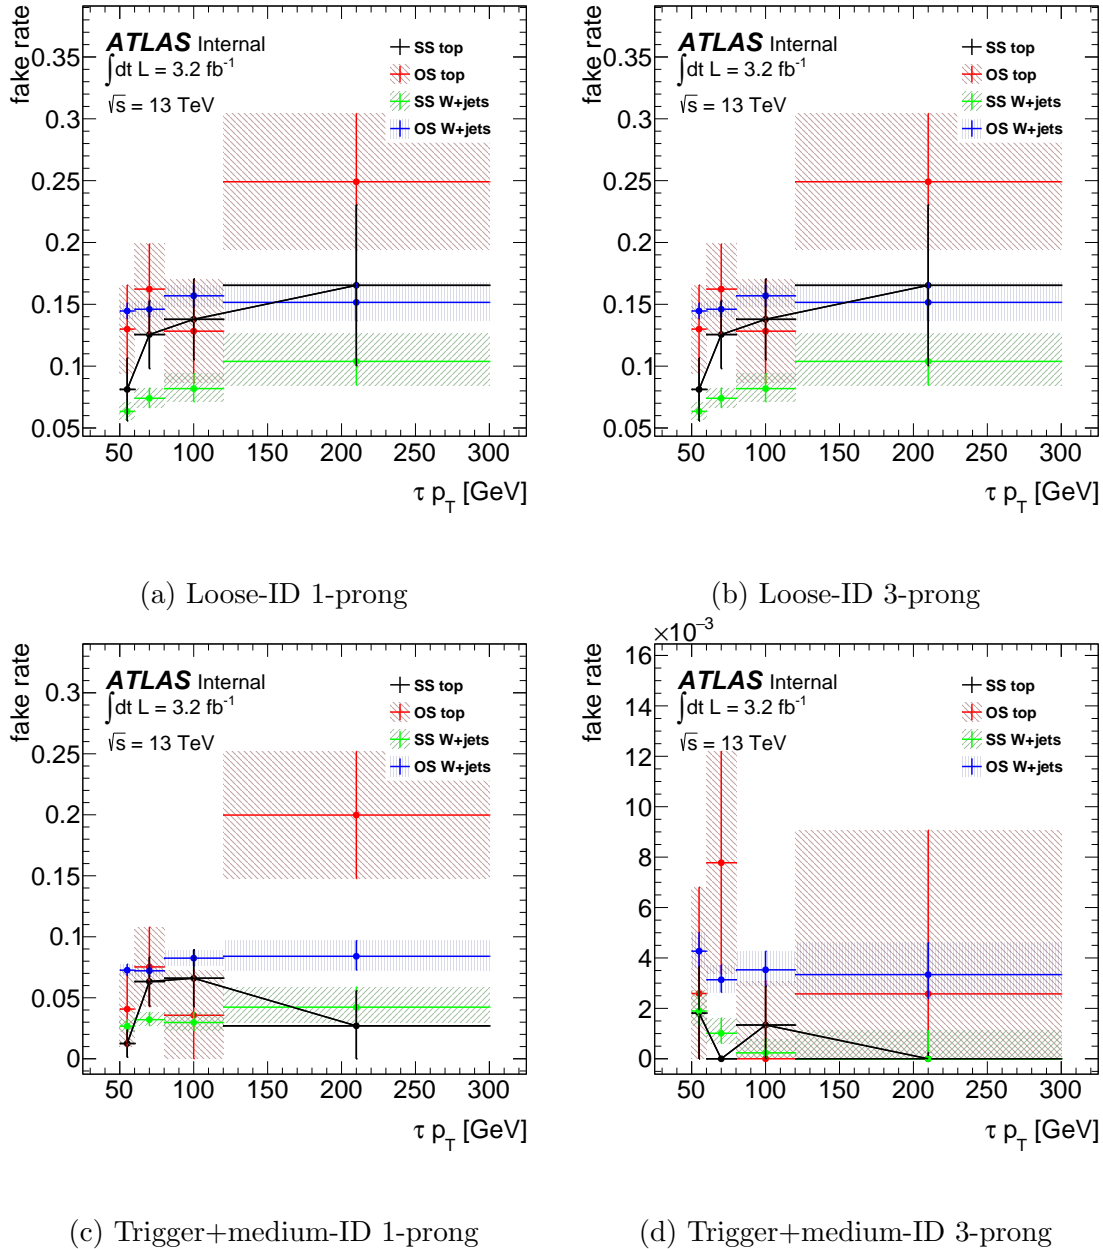 fake rate
0.35
0.3
0.25
0.2
0.15
0.1
0.05
ATLAS Internal
∫dt L = 3.2 fb⁻¹
√s = 13 TeV
SS top
OS top
SS W+jets
OS W+jets
50 100 150 200 250 300
τ p_T [GeV]
(a) Loose-ID 1-prong
fake rate
0.35
0.3
0.25
0.2
0.15
0.1
0.05
ATLAS Internal
∫dt L = 3.2 fb⁻¹
√s = 13 TeV
SS top
OS top
SS W+jets
OS W+jets
50 100 150 200 250 300
τ p_T [GeV]
(b) Loose-ID 3-prong
fake rate
0.3
0.25
0.2
0.15
0.1
0.05
0
ATLAS Internal
∫dt L = 3.2 fb⁻¹
√s = 13 TeV
SS top
OS top
SS W+jets
OS W+jets
50 100 150 200 250 300
τ p_T [GeV]
(c) Trigger+medium-ID 1-prong
×10⁻³
fake rate
16
14
12
10
8
6
4
2
0
ATLAS Internal
∫dt L = 3.2 fb⁻¹
√s = 13 TeV
SS top
OS top
SS W+jets
OS W+jets
50 100 150 200 250 300
τ p_T [GeV]
(d) Trigger+medium-ID 3-prong